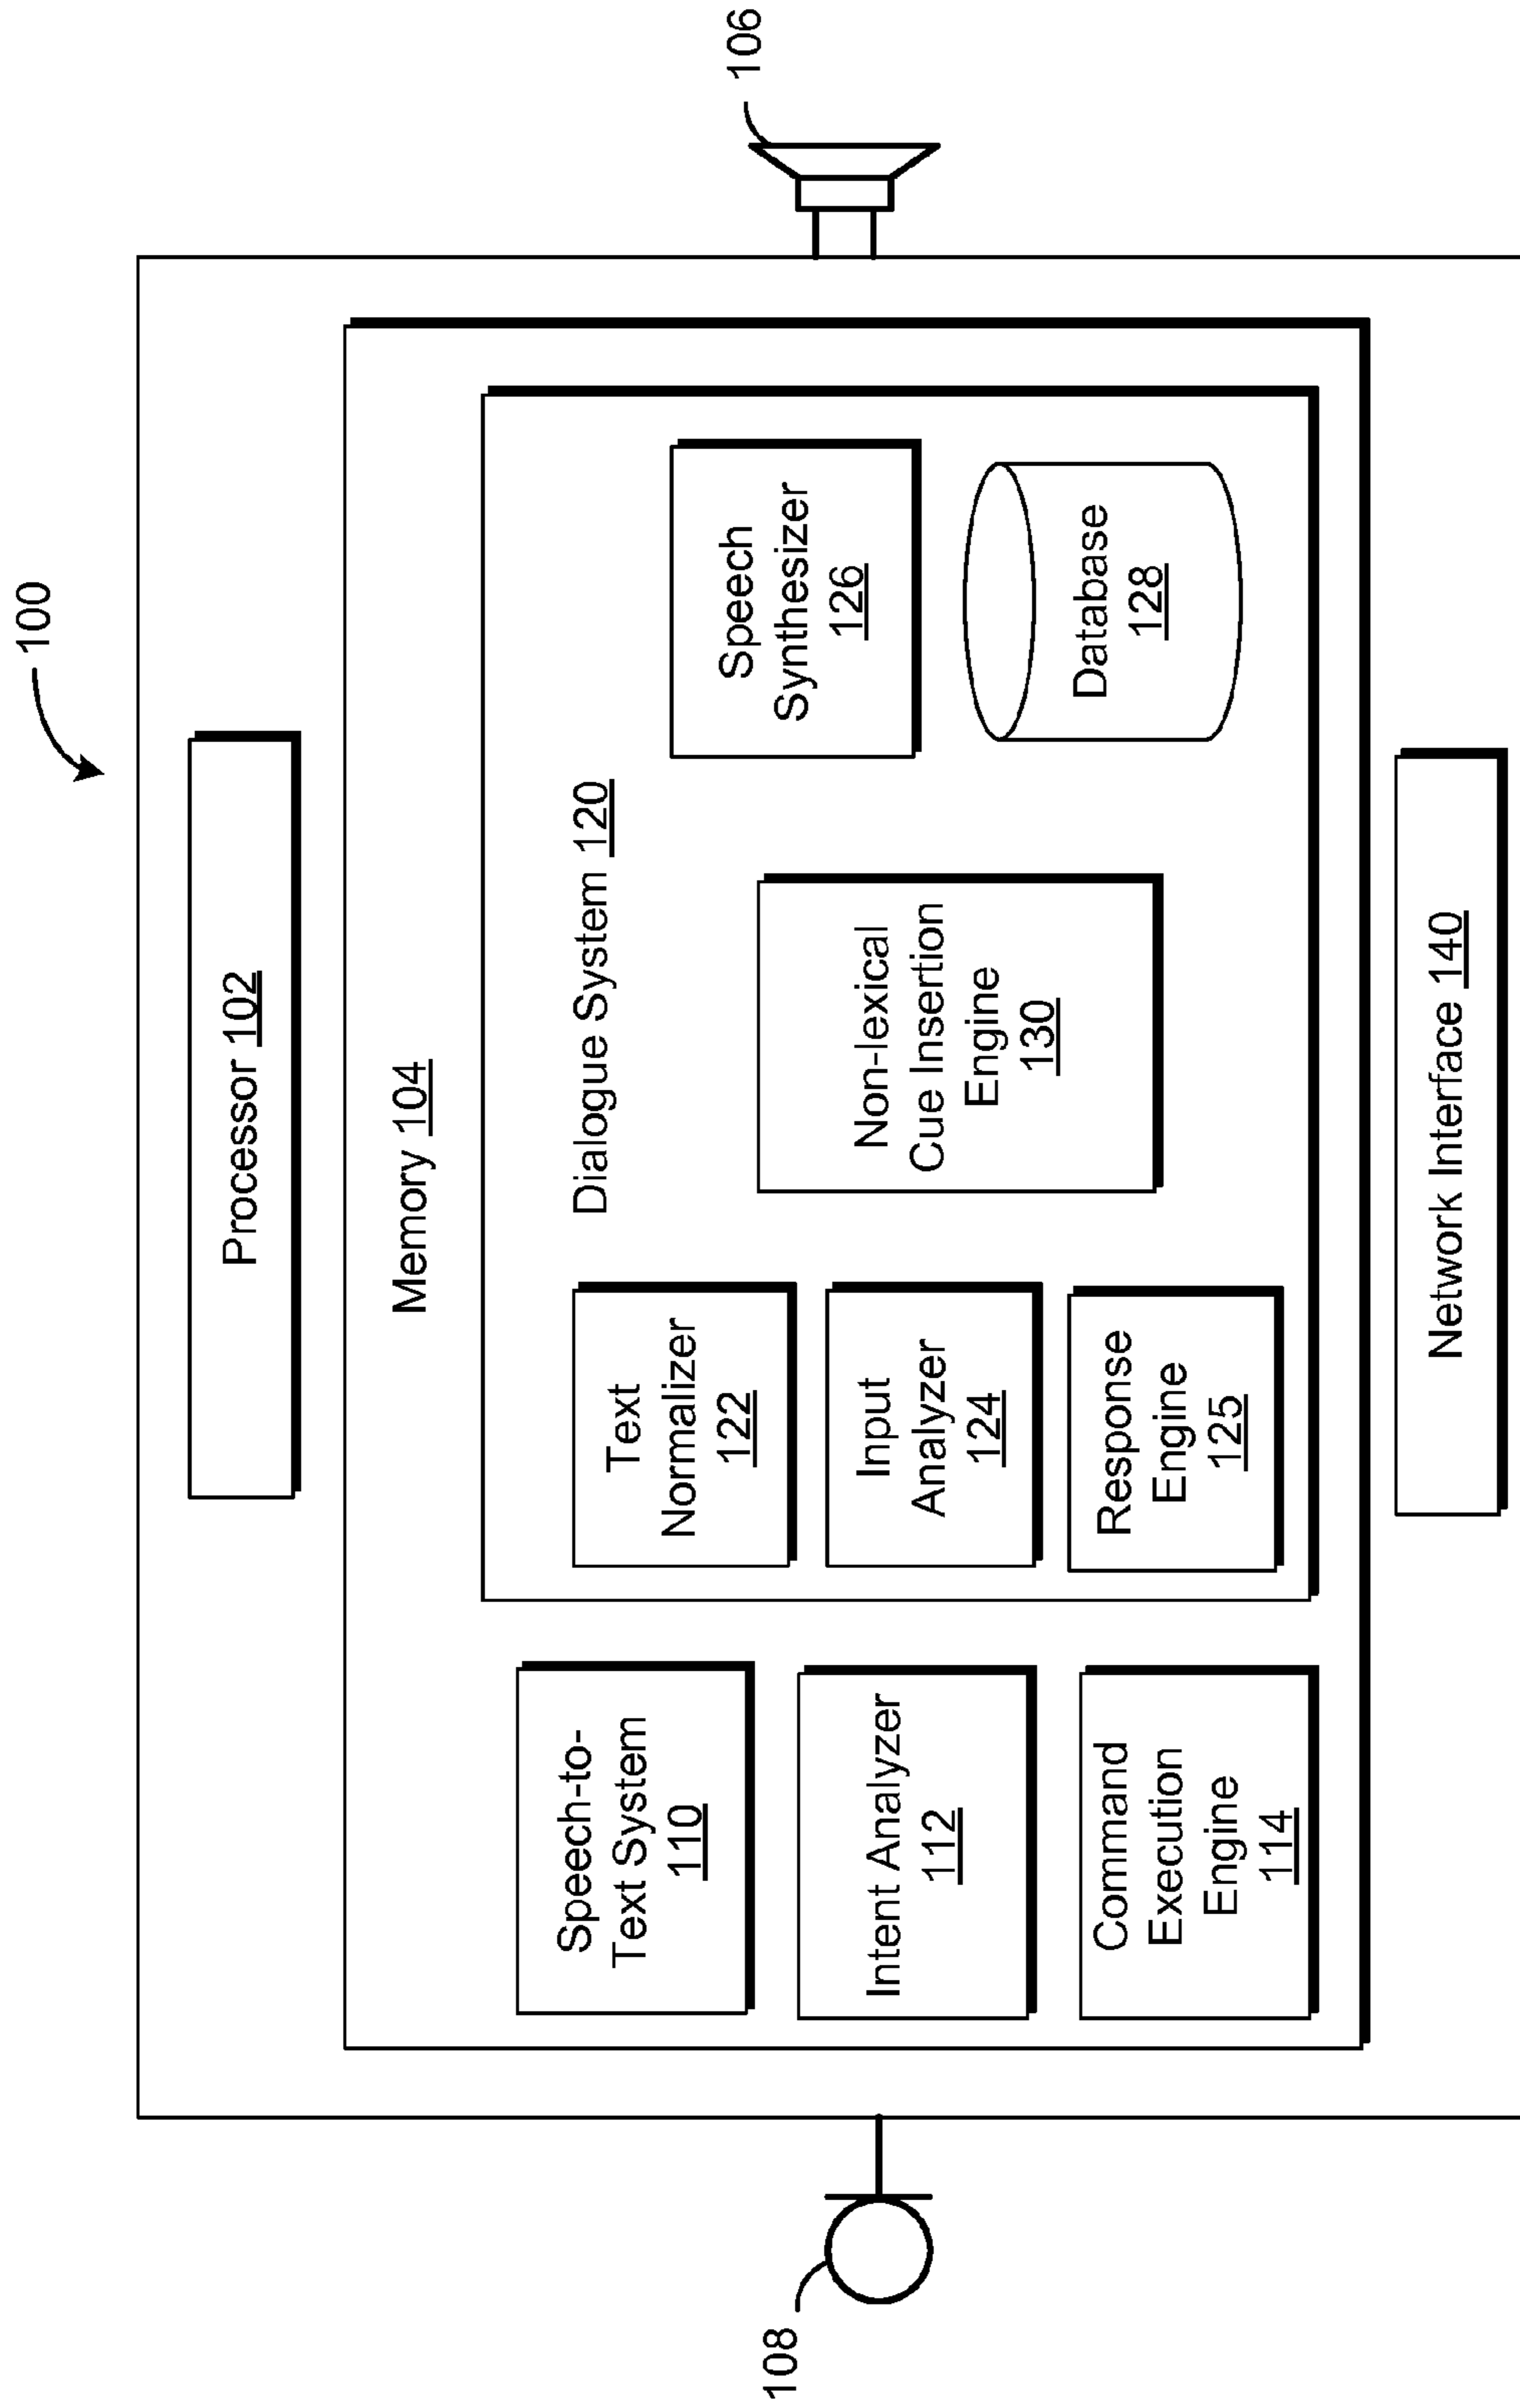 100
Processor 102
Memory 104
Dialogue System 120
Speech-to-
Text System
110
Intent Analyzer
112
Command
Execution
Engine
114
Text
Normalizer
122
Input
Analyzer
124
Response
Engine
125
Non-lexical
Cue Insertion
Engine
130
Speech
Synthesizer
126
Database
128
Network Interface 140
108
106